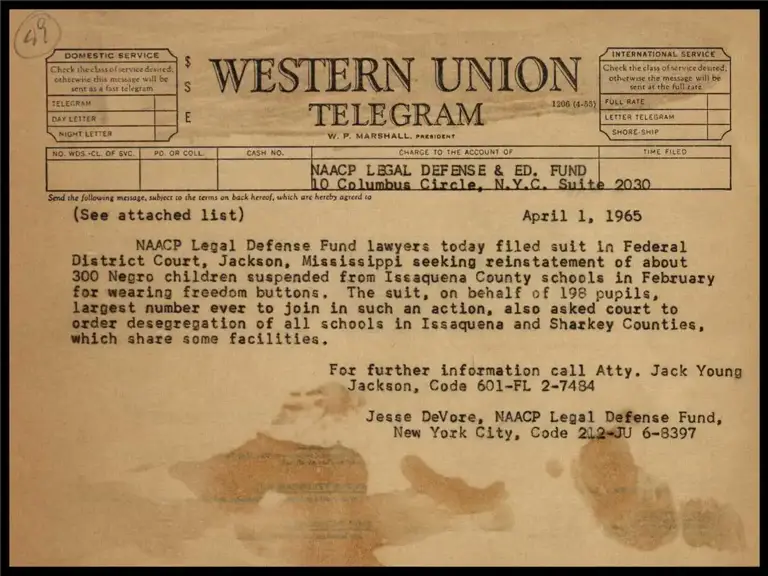 49
DOMESTIC SERVICE
Check the class of service desired;
otherwise this message will be
sent as a fast telegram
TELEGRAM
DAY LETTER
NIGHT LETTER
$
S
E
WESTERN UNION
TELEGRAM
1206 (4-55)
W. P. MARSHALL, PRESIDENT
INTERNATIONAL SERVICE
Check the class of service desired;
otherwise the message will be
sent at the full rate
FULL RATE
LETTER TELEGRAM
SHORE-SHIP
NO. WDS.-CL. OF SVC.
PD. OR COLL.
CASH NO.
CHARGE TO THE ACCOUNT OF
TIME FILED
NAACP LEGAL DEFENSE & ED. FUND
10 Columbus Circle, N.Y.C. Suite 2030
Send the following message, subject to the terms on back hereof, which are hereby agreed to
(See attached list) April 1, 1965
NAACP Legal Defense Fund lawyers today filed suit in Federal
District Court, Jackson, Mississippi seeking reinstatement of about
300 Negro children suspended from Issaquena County schools in February
for wearing freedom buttons. The suit, on behalf of 198 pupils,
largest number ever to join in such an action, also asked court to
order desegregation of all schools in Issaquena and Sharkey Counties,
which share some facilities.
For further information call Atty. Jack Young
Jackson, Code 601-FL 2-7484
Jesse DeVore, NAACP Legal Defense Fund,
New York City, Code 212-JU 6-8397